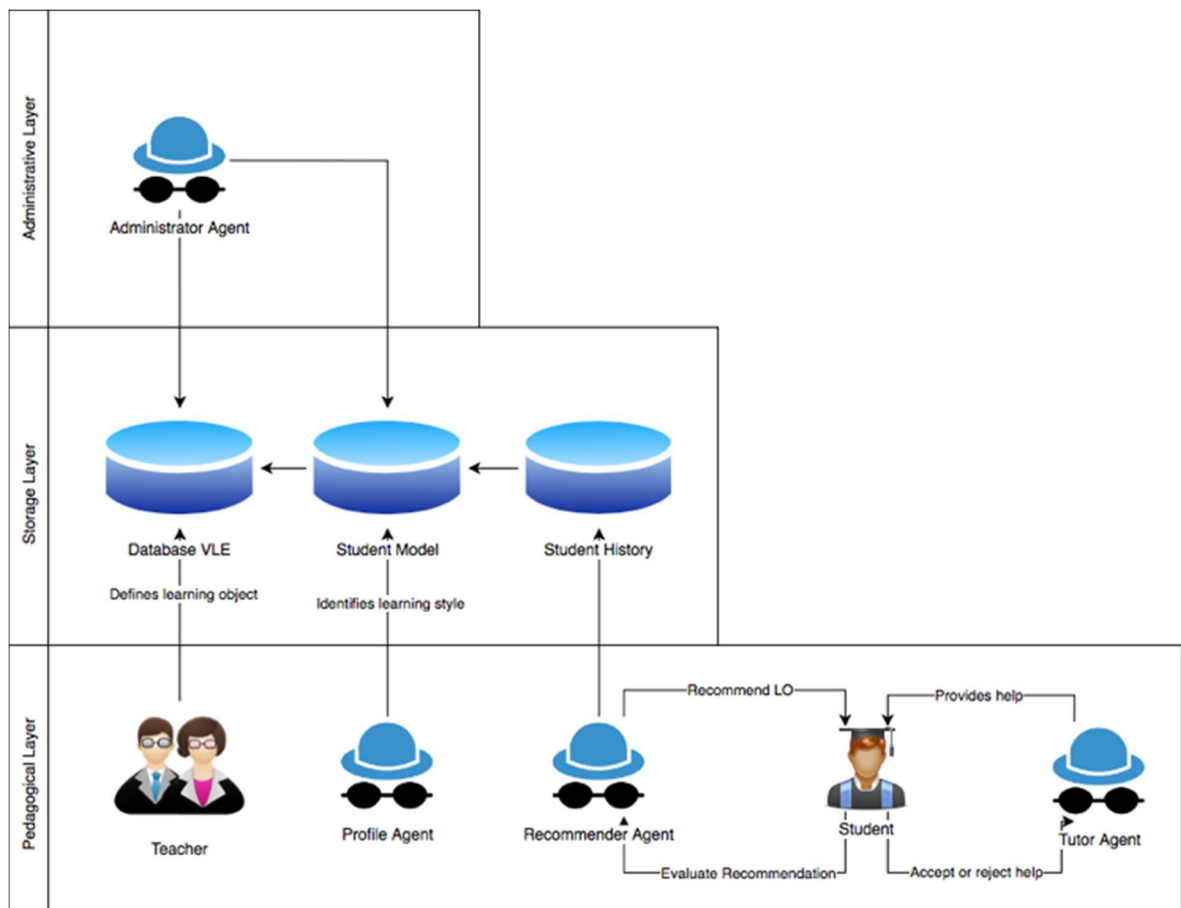 Administrative Layer
Administrator Agent
Storage Layer
Database VLE
Student Model
Student History
Defines learning object
Identifies learning style
Pedagogical Layer
Recommend LO
Provides help
Teacher
Profile Agent
Recommender Agent
Student
Tutor Agent
Evaluate Recommendation
Accept or reject help